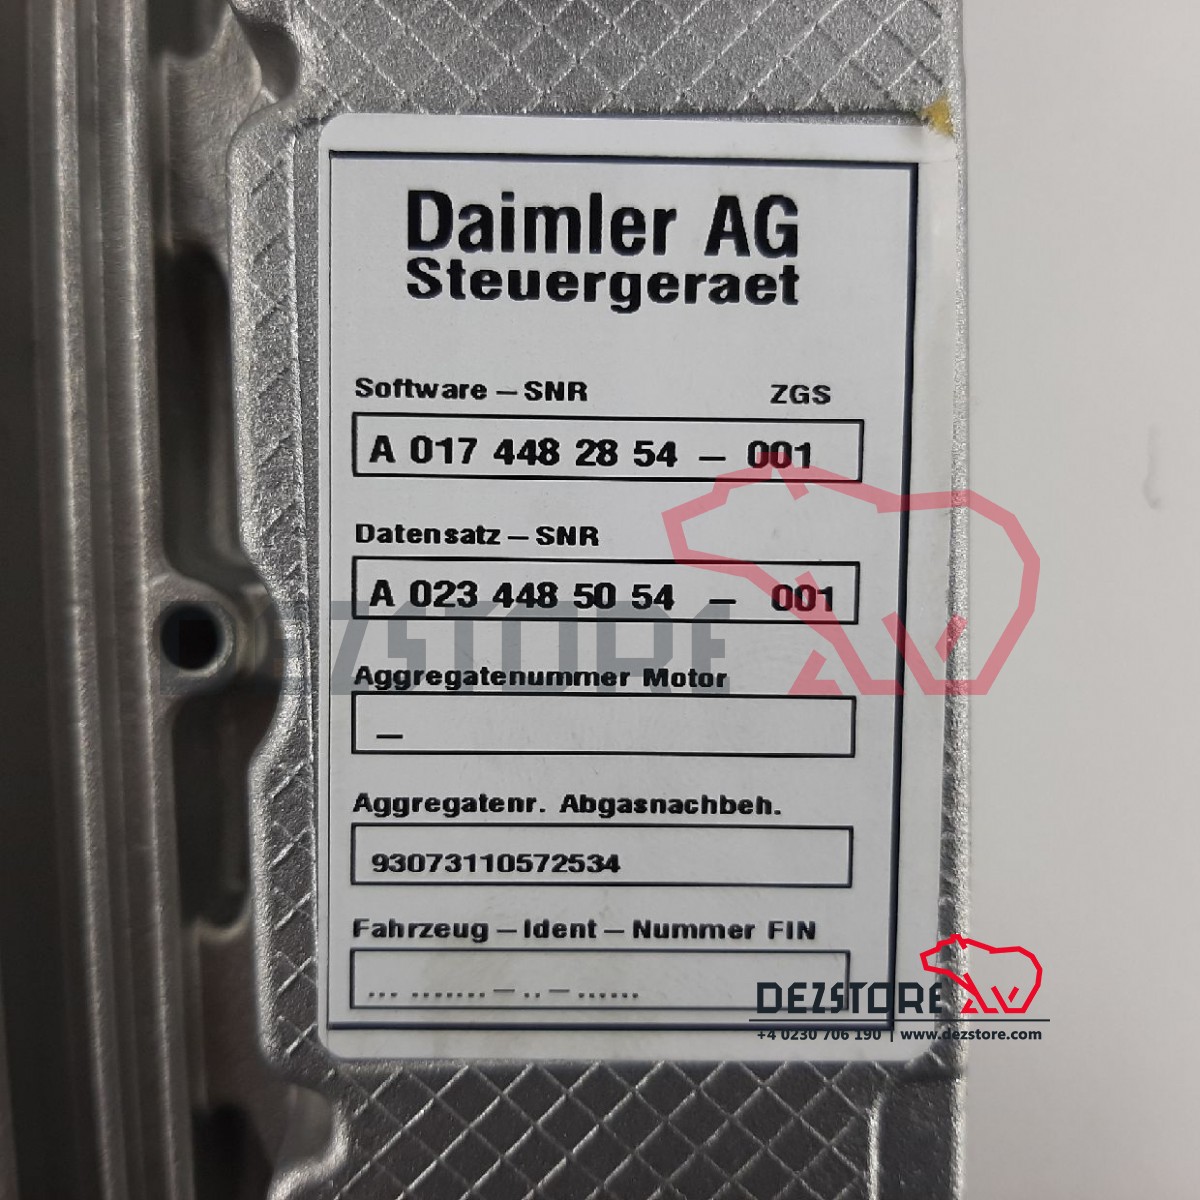 Daimler AG
Steuergeraet
Software – SNR ZGS
A 017 448 28 54 – 001
Datensatz – SNR
A 023 448 50 54 – 001
DEZSTORE
Aggregatenummer Motor
–
Aggregatenr. Abgasnachbeh.
93073110572534
Fahrzeug – Ident – Nummer FIN
... ....... – .. – ......
DEZSTORE
+4 0230 706 190 | www.dezstore.com